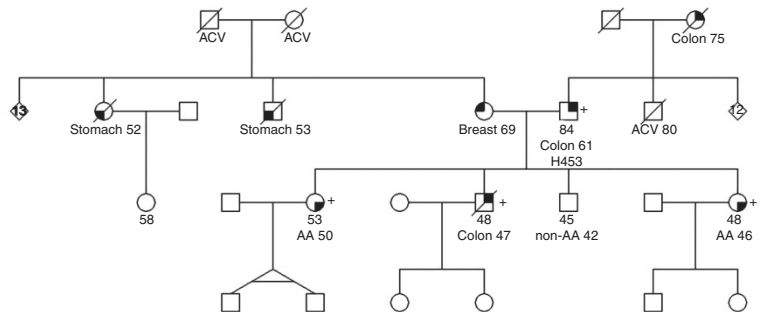 ACV
ACV
Colon 75
13
Stomach 52
Stomach 53
Breast 69
+
84
Colon 61
H453
ACV 80
12
58
+
53
AA 50
+
48
Colon 47
45
non-AA 42
+
48
AA 46